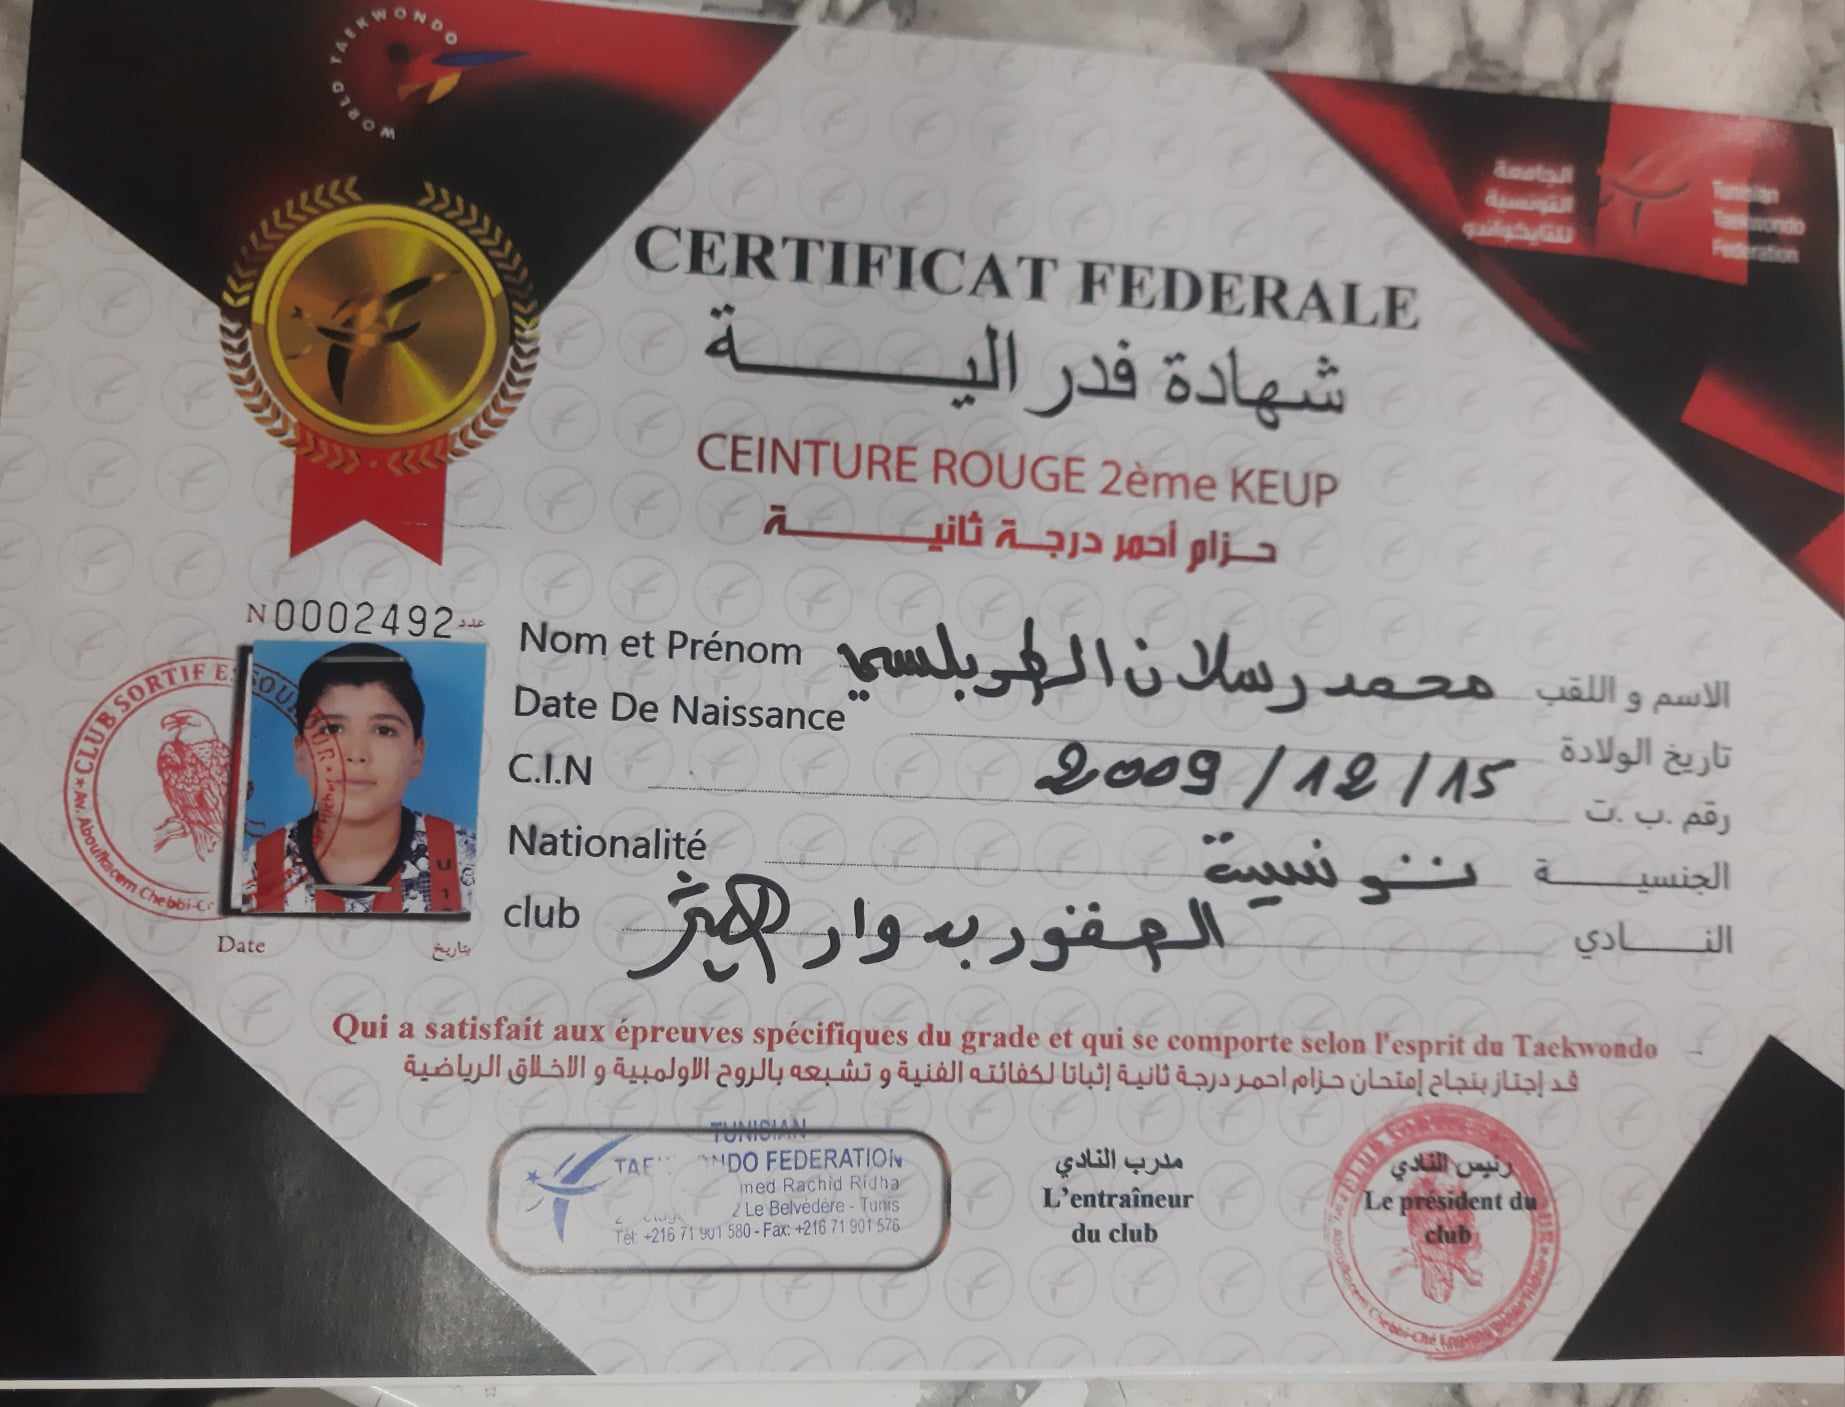 WORLD TAEKWONDO
الجامعة
التونسية
للتايكواندو
Tunisian
Taekwondo
Federation
CERTIFICAT FEDERALE
شهادة فدرالية
CEINTURE ROUGE 2ème KEUP
حزام أحمر درجة ثانية
N 0002492 عدد
CLUB SORTIF
Nom et Prénom محمد رسلان الاسم و اللقب
Date De Naissance تاريخ الولادة
2009/12/15
C.I.N رقم .ب .ت
Nationalité تونسية الجنسية
club النادي
Date بتاريخ
Qui a satisfait aux épreuves spécifiques du grade et qui se comporte selon l'esprit du Taekwondo
قد إجتاز بنجاح إمتحان حزام احمر درجة ثانية إثباتا لكفائته الفنية و تشبعه بالروح الاولمبية و الاخلاق الرياضية
TUNISIAN
FEDERATION
Rachid Ridha
Le Belvédère - Tunis
Tél: +216 71 901 580 - Fax: +216 71 901 576
مدرب النادي
L'entraîneur
du club
رئيس النادي
Le président du
club